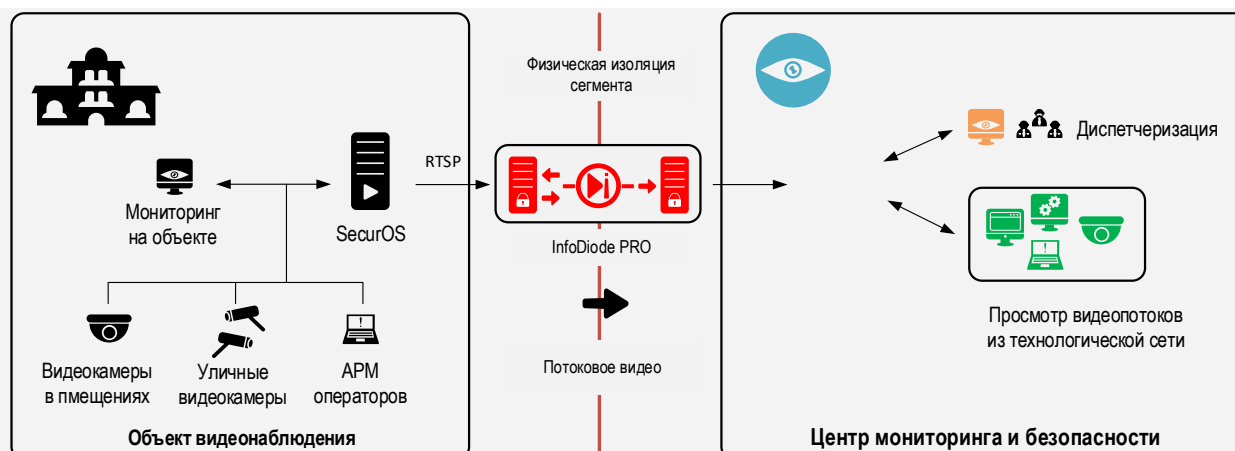 Физическая изоляция
сегмента
RTSP
Мониторинг
на объекте
SecurOS
InfoDiode PRO
Диспетчеризация
Видеокамеры
в пмещениях
Уличные
видеокамеры
АРМ
операторов
Потоковое видео
Просмотр видеопотоков
из технологической сети
Объект видеонаблюдения
Центр мониторинга и безопасности